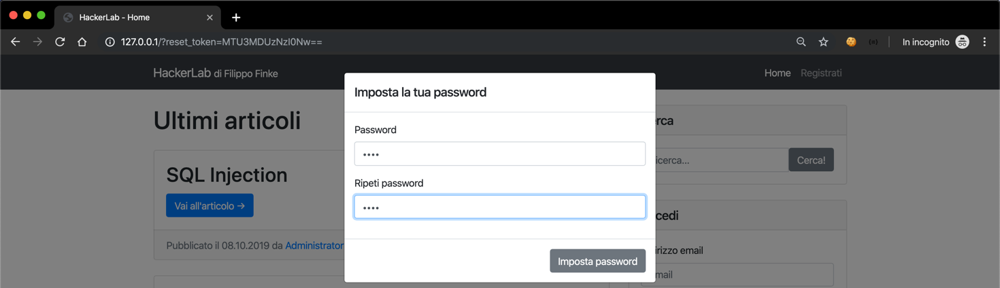 HackerLab - Home
127.0.0.1/?reset_token=MTU3MDUzNzI0Nw==
In incognito
HackerLab di Filippo Finke
Home Registrati
Imposta la tua password
Ultimi articoli
Password
••••
erca
icerca...
Cerca!
SQL Injection
Ripeti password
••••
Vai all'articolo →
cedi
Pubblicato il 08.10.2019 da Administrator
irizzo email
Imposta password
mail